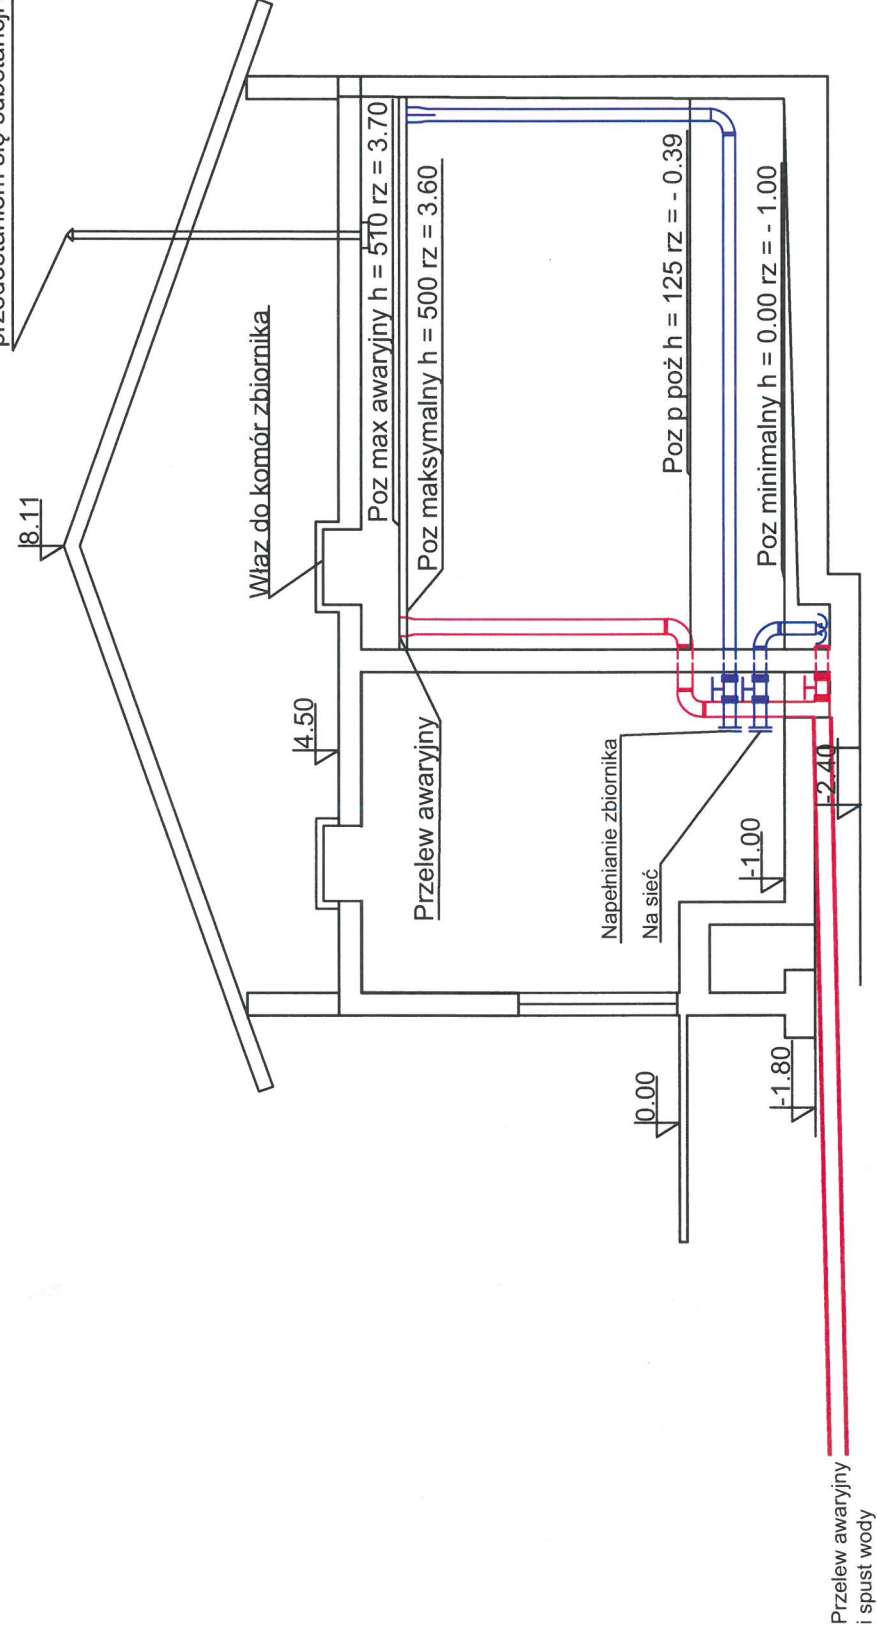 8.11
Właz do komór zbiornika
4.50
Poz max awaryjny h = 510 rz = 3.70
Poz maksymalny h = 500 rz = 3.60
Przelew awaryjny
Napełnianie zbiornika
Na sieć
Poz p poż h = 125 rz = - 0.39
Poz minimalny h = 0.00 rz = - 1.00
0.00
-1.00
-1.80
-2.40
Przelew awaryjny
i spust wody